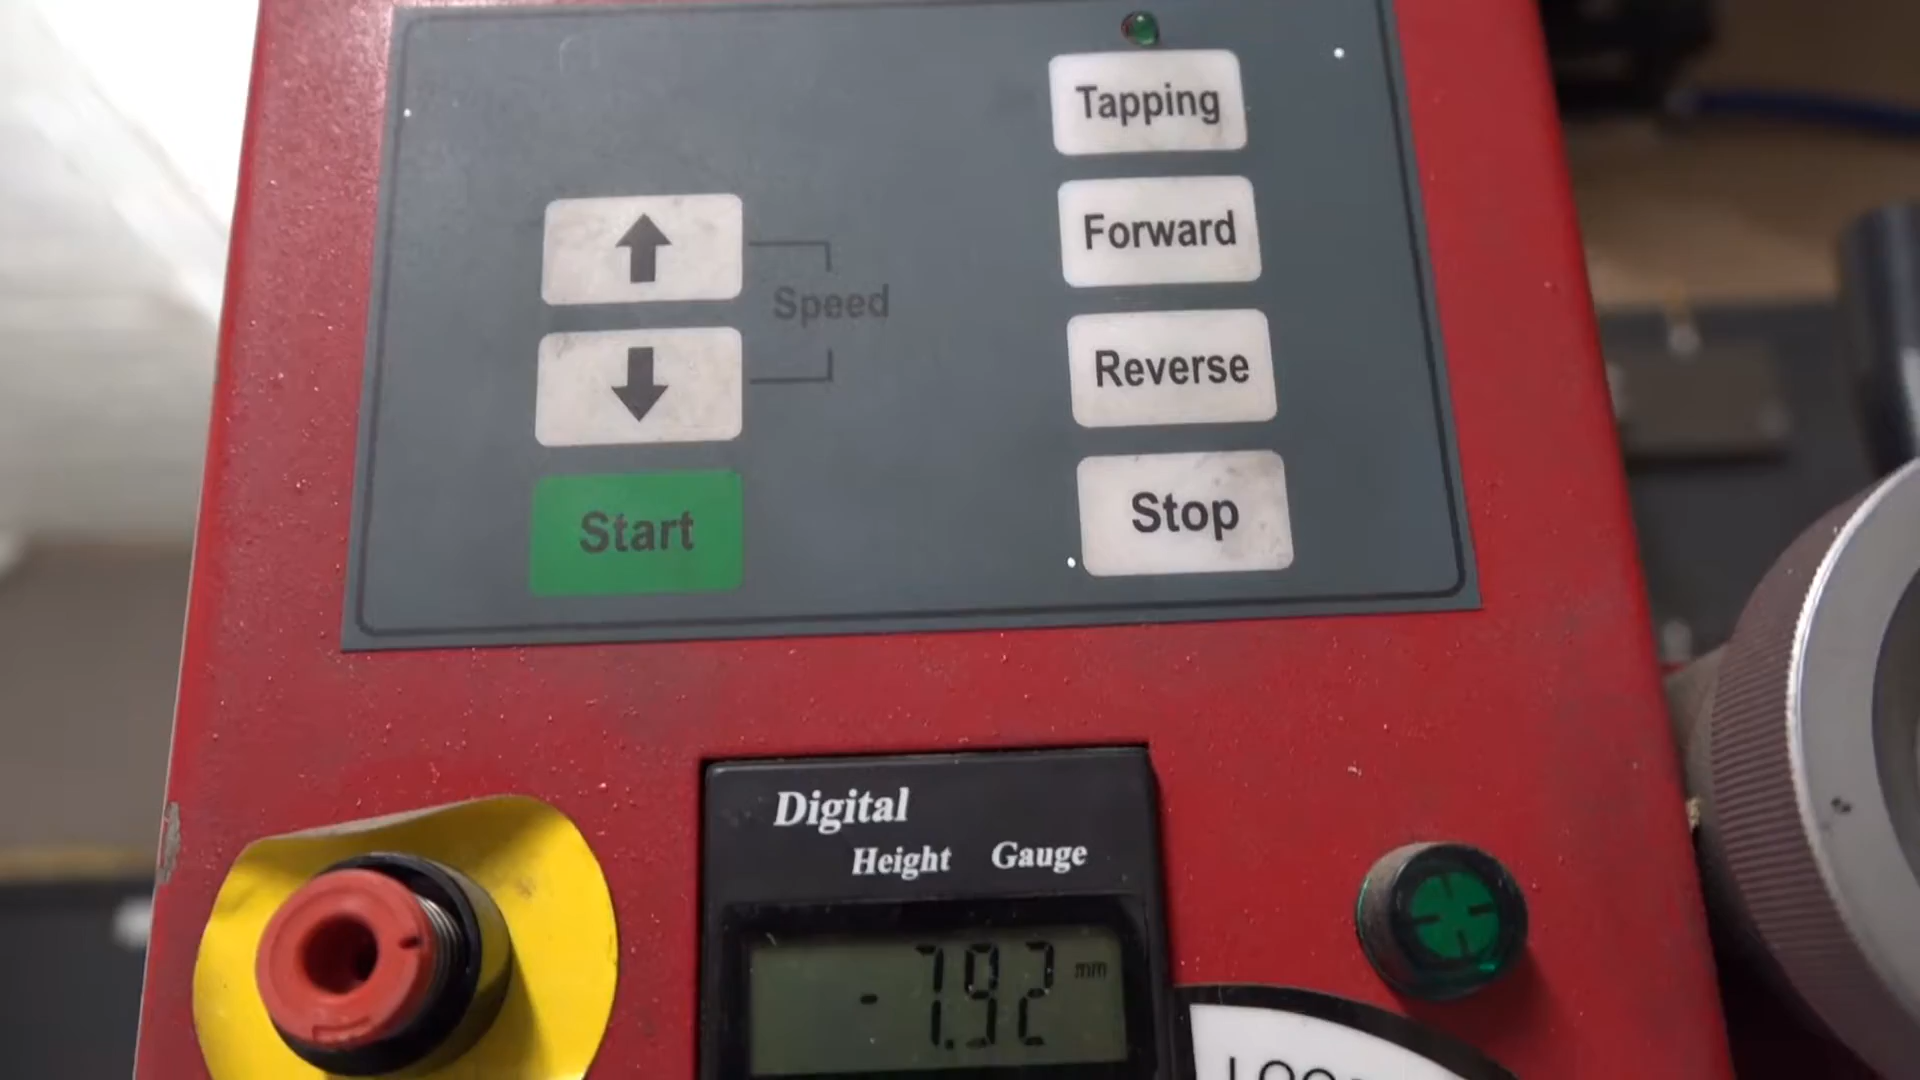 Tapping
Forward
Speed
Reverse
Start
Stop
Digital
Height Gauge
-7.92 mm